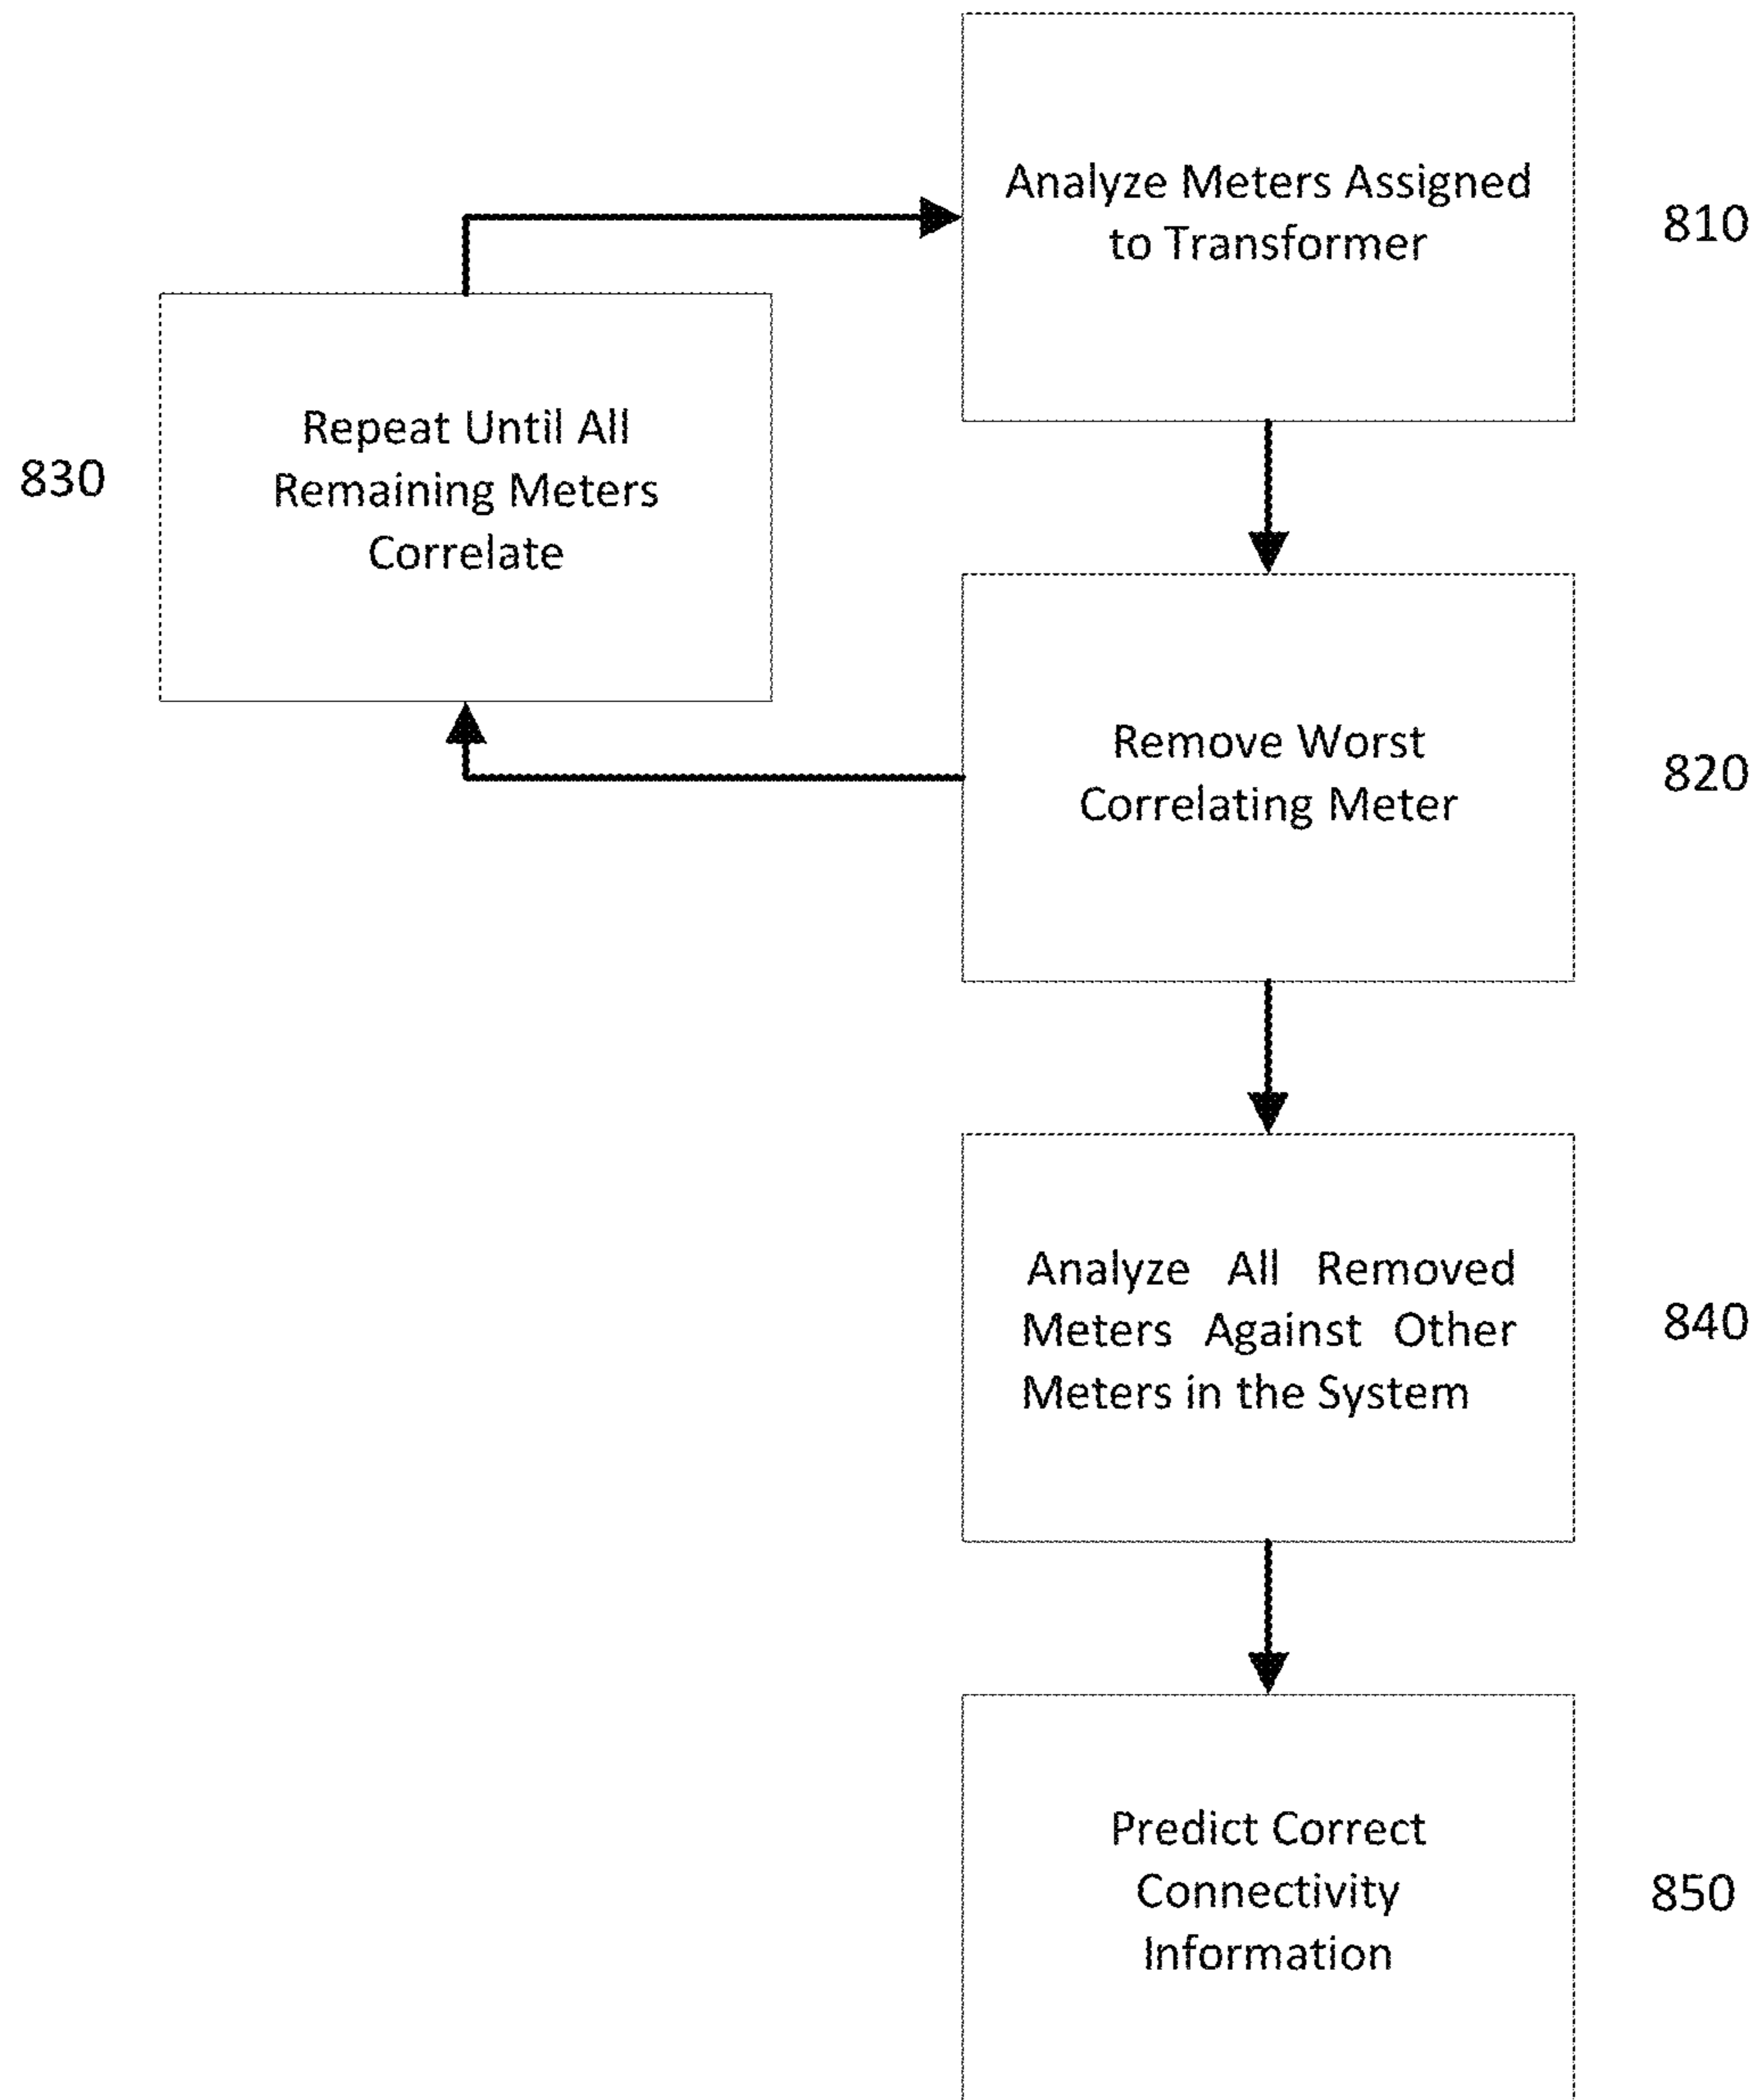 Analyze Meters Assigned
to Transformer
810
Repeat Until All
Remaining Meters
Correlate
830
Remove Worst
Correlating Meter
820
Analyze All Removed
Meters Against Other
Meters in the System
840
Predict Correct
Connectivity
Information
850